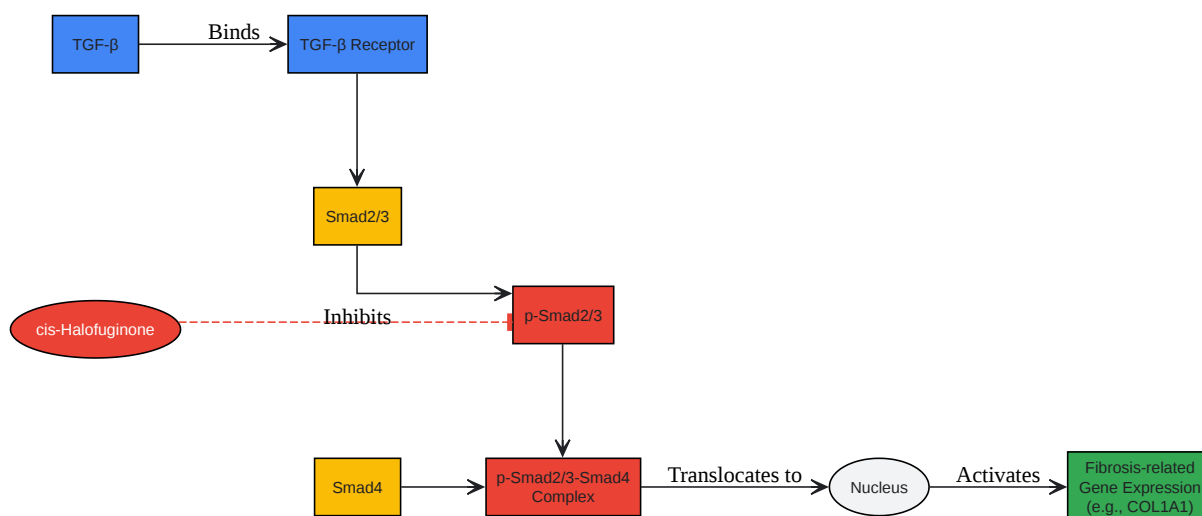 TGF-β
Binds
TGF-β Receptor
Smad2/3
cis-Halofuginone
Inhibits
p-Smad2/3
Smad4
p-Smad2/3-Smad4
Complex
Translocates to
Nucleus
Activates
Fibrosis-related
Gene Expression
(e.g., COL1A1)